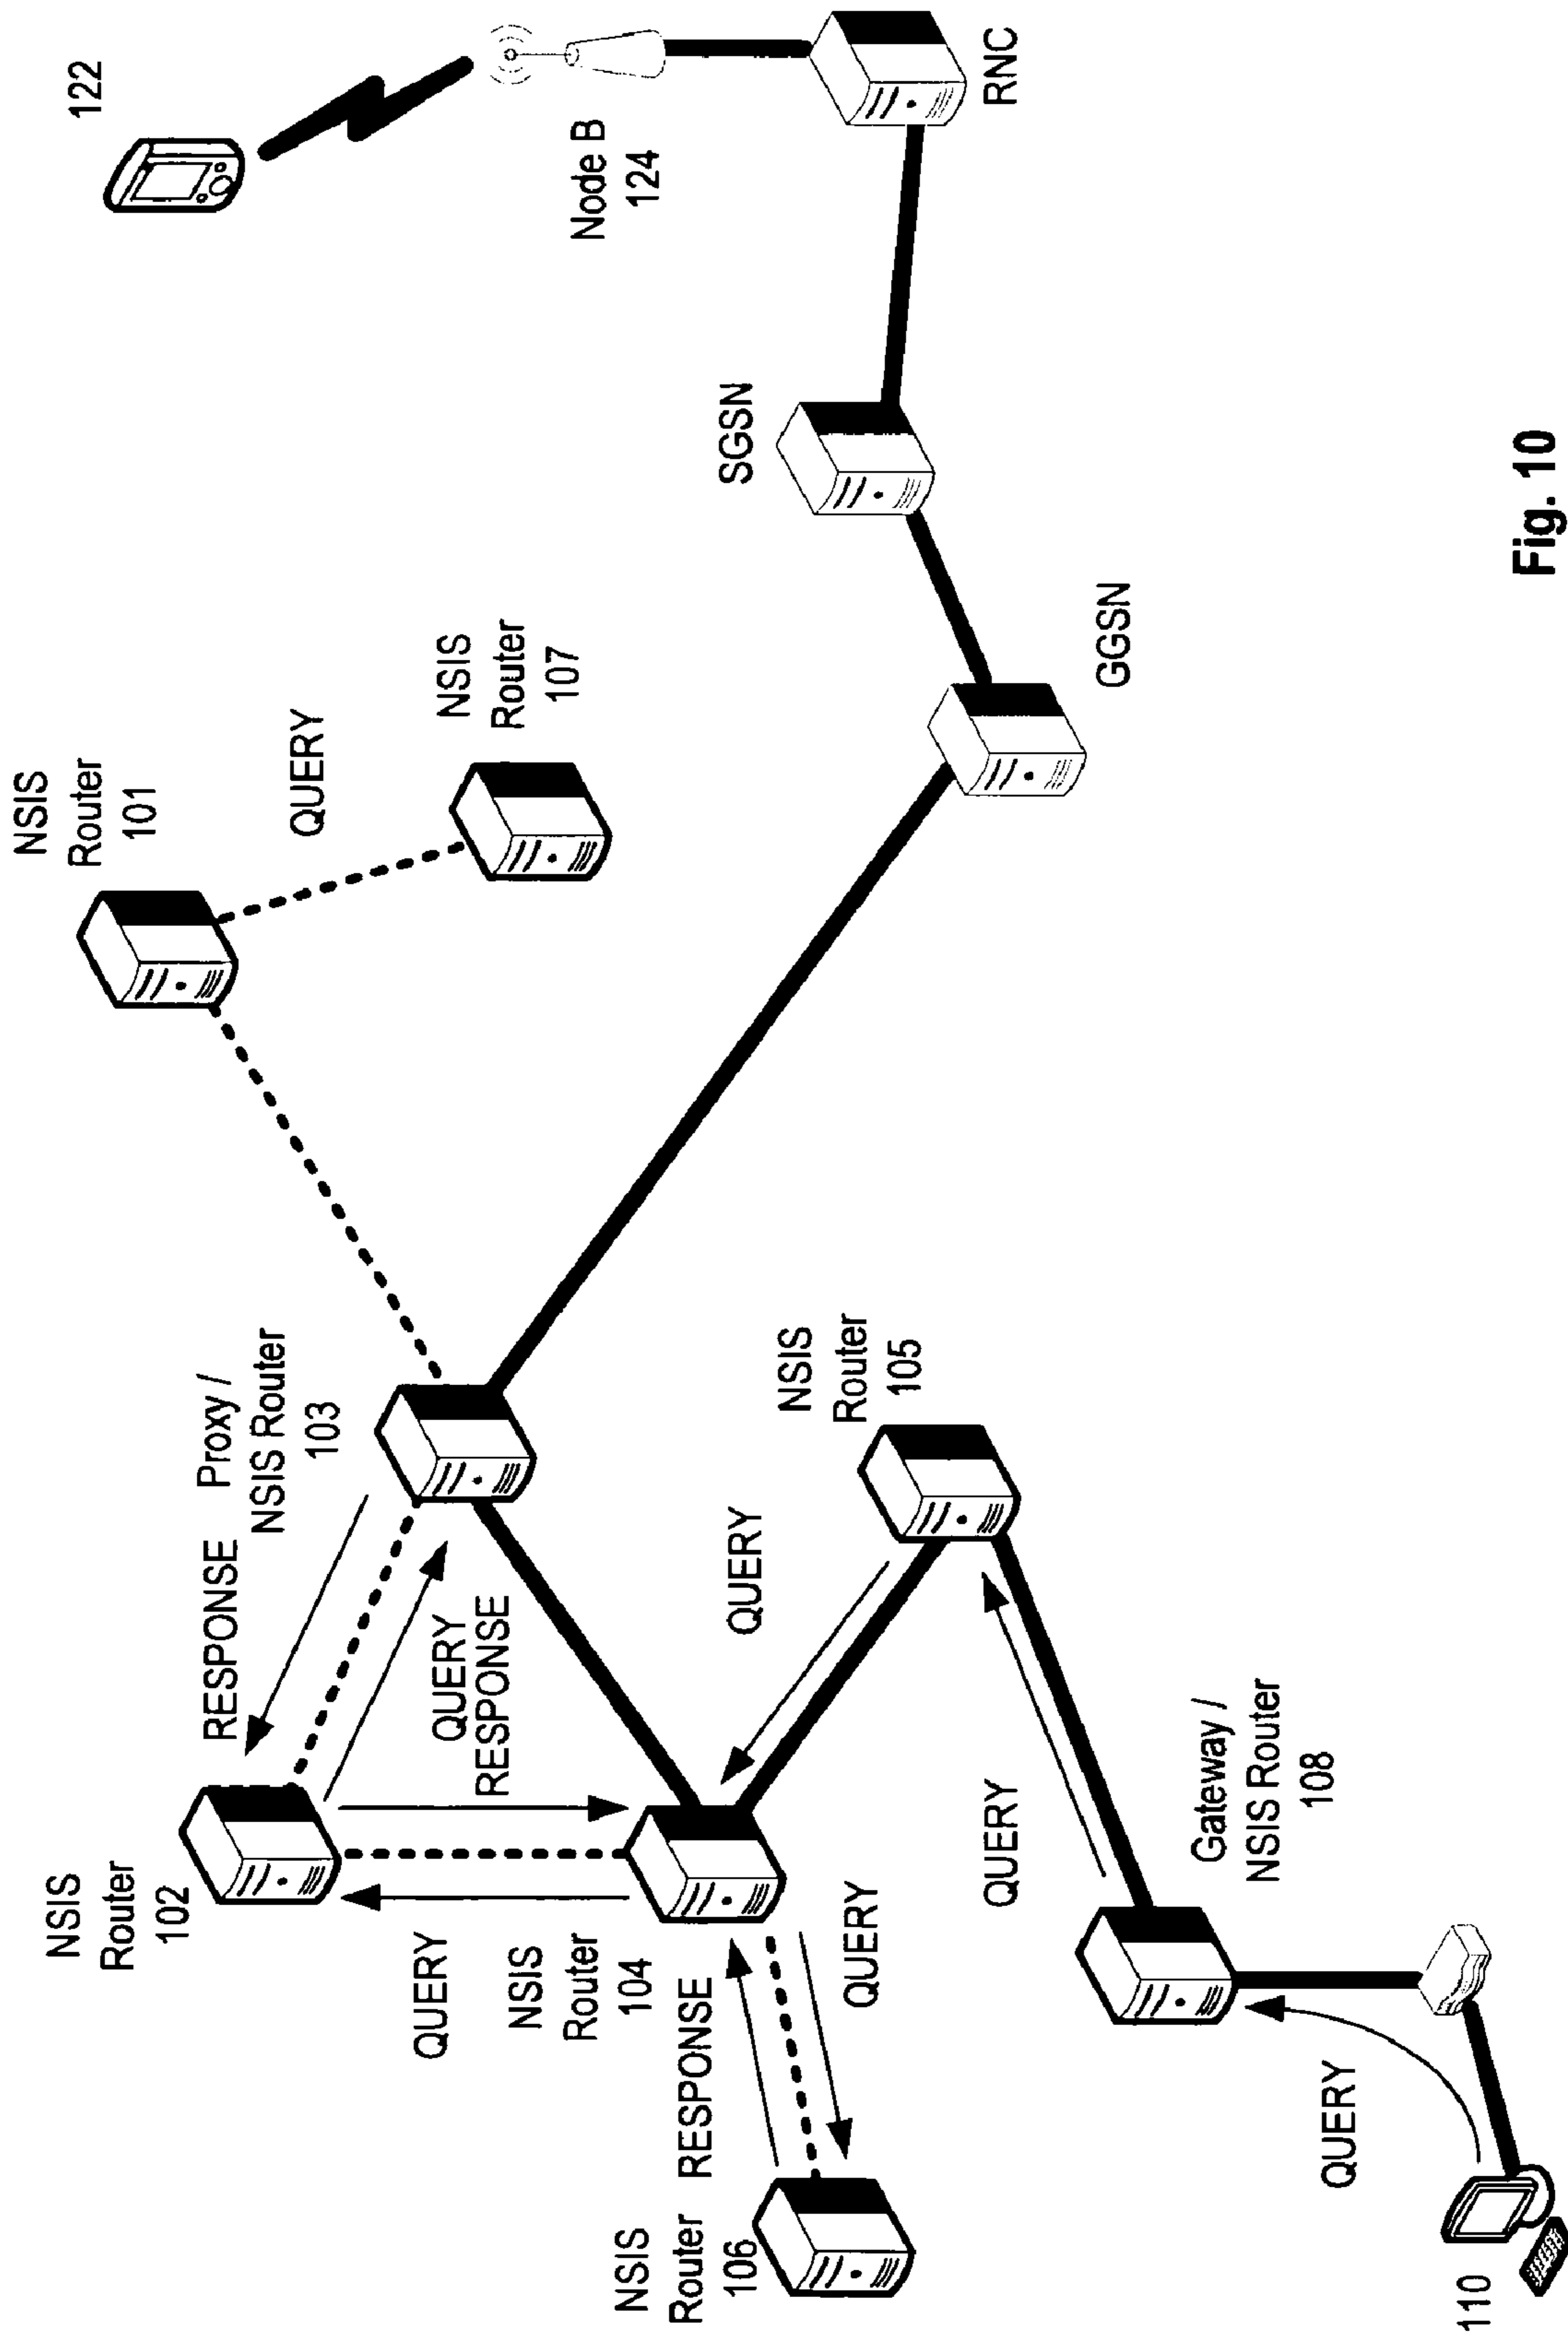 122
Node B
124
RNC
SGSN
GGSN
NSIS
Router
101
QUERY
NSIS
Router
107
Proxy /
NSIS Router
103
RESPONSE
QUERY
RESPONSE
NSIS
Router
102
QUERY
NSIS
Router
104
QUERY
NSIS
Router
105
RESPONSE
QUERY
NSIS
Router
106
QUERY
Gateway /
NSIS Router
108
QUERY
110
Fig. 10